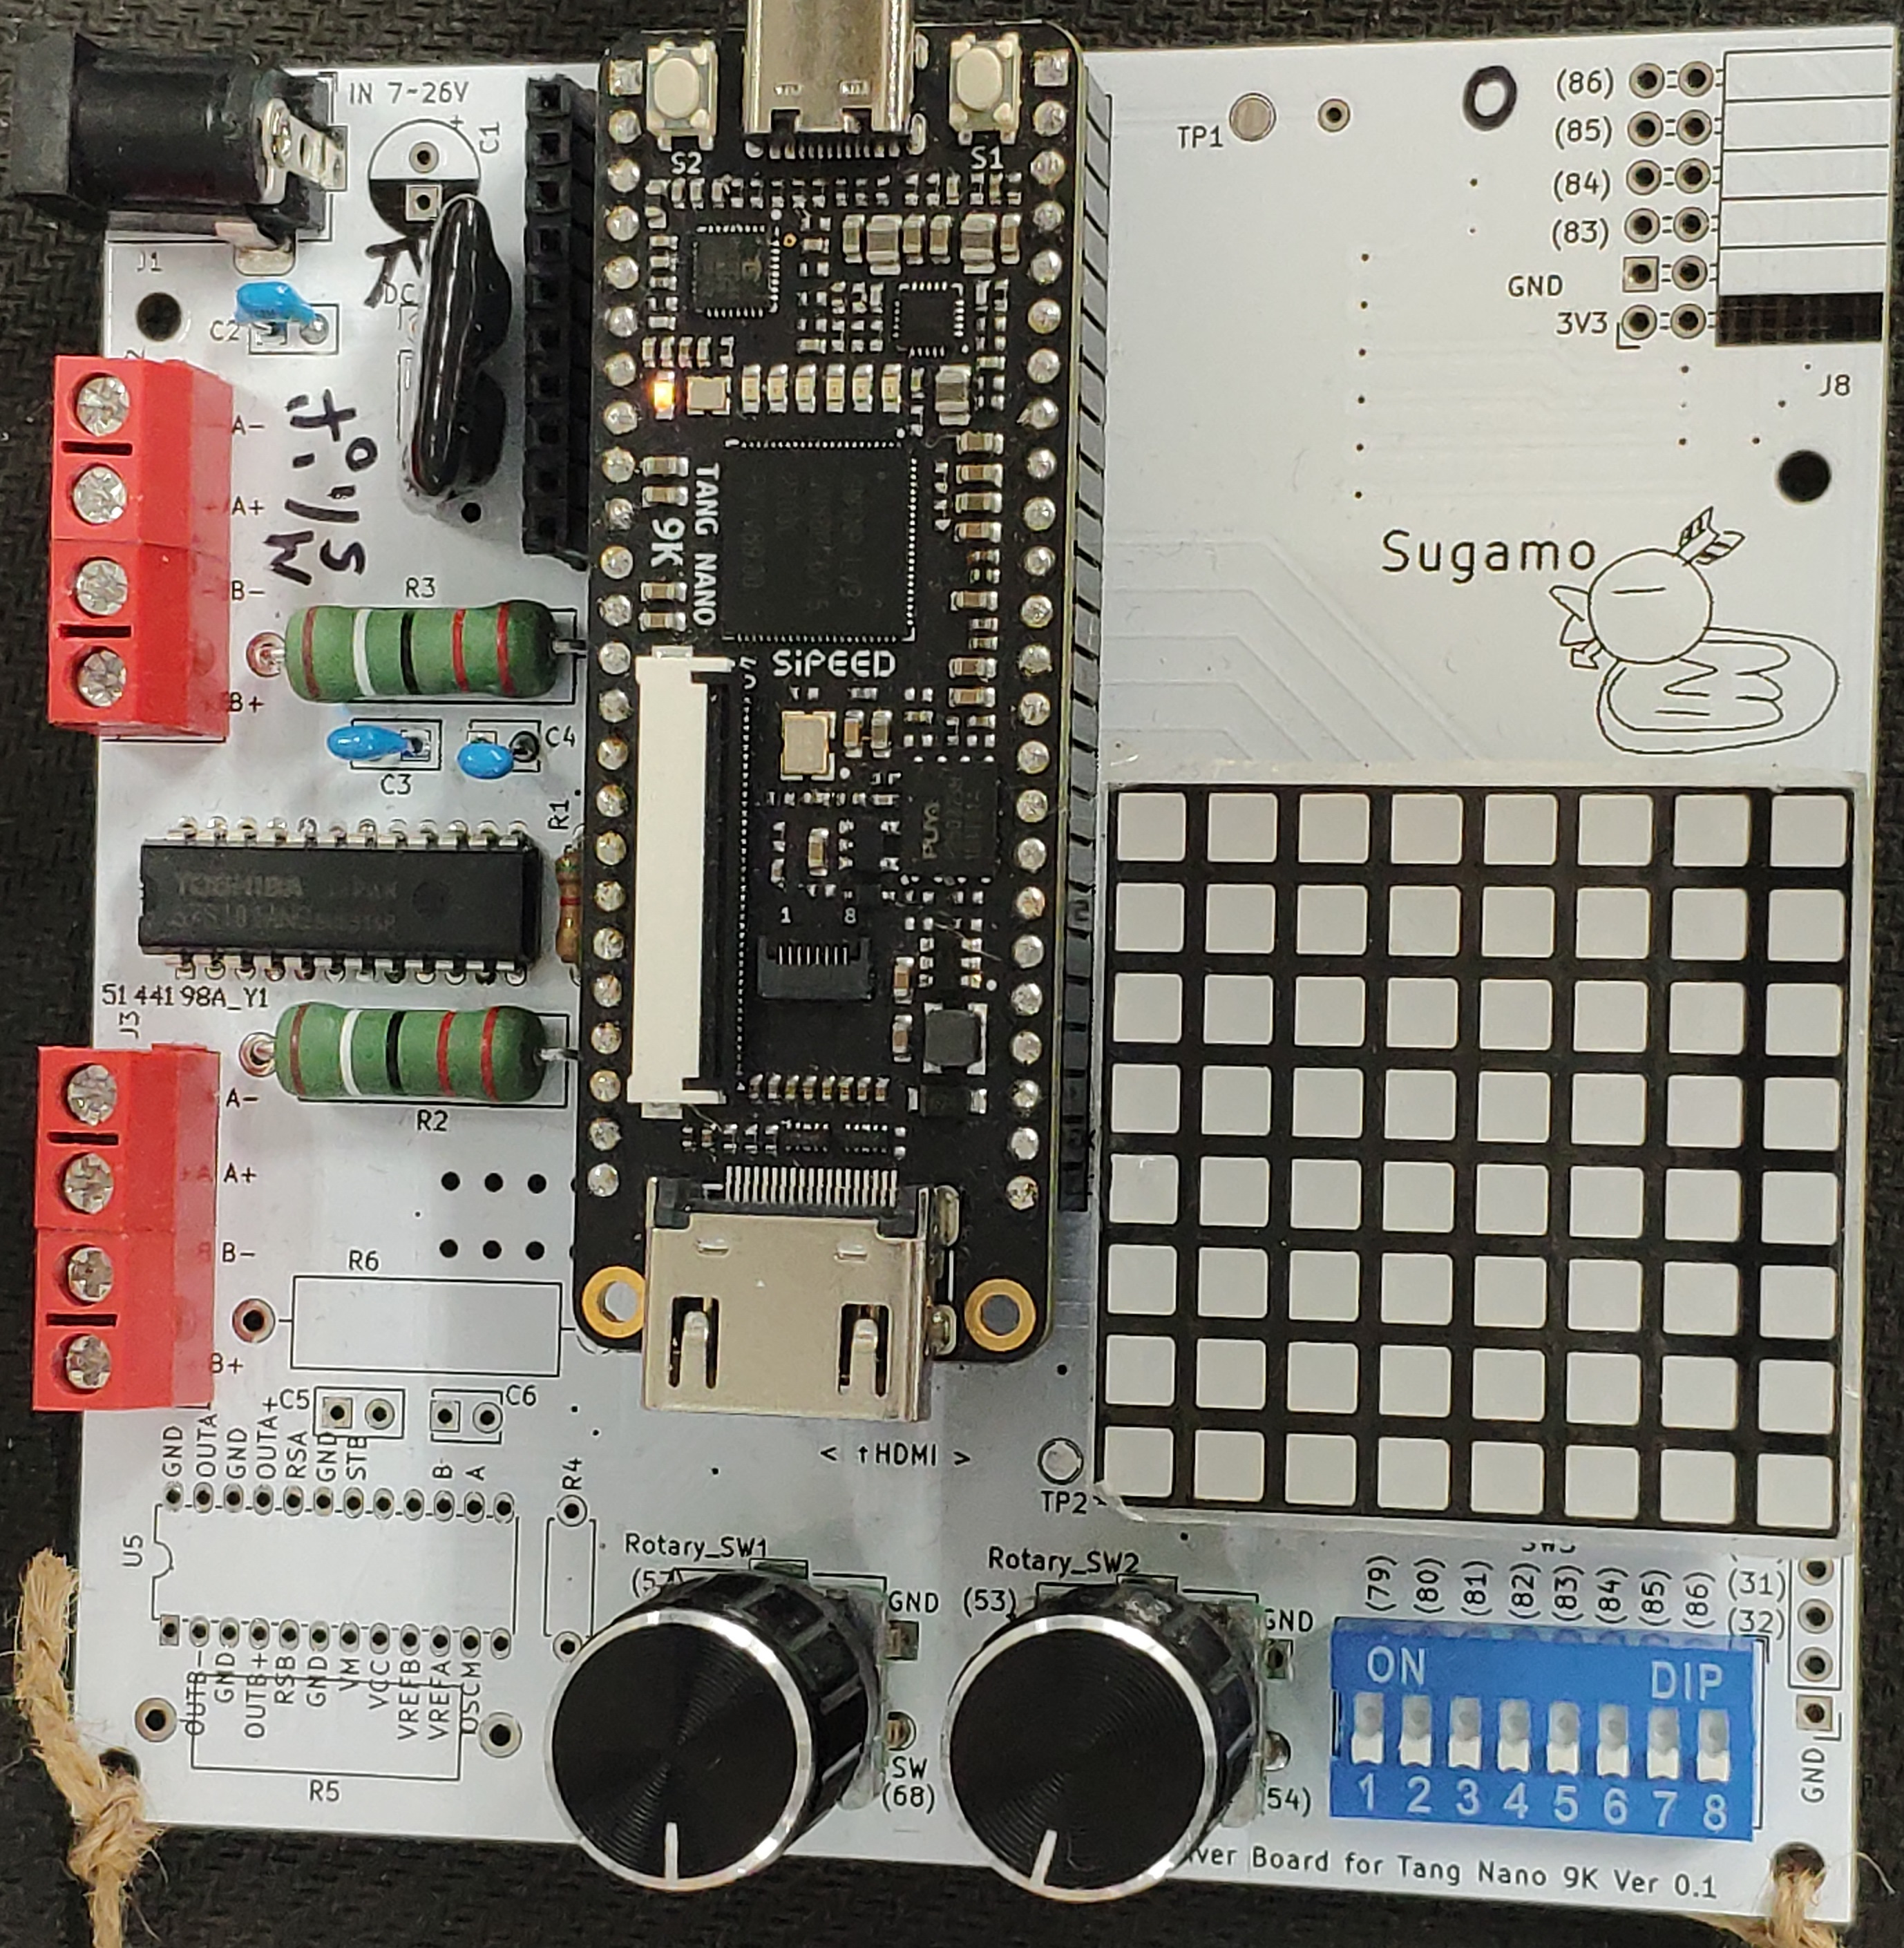 IN 7~26V
+
C1
S2
S1
TP1
(86)
(85)
(84)
(83)
GND
3V3
J8
J1
C2
DC
A-
A+
B-
B+
R3
TANG NANO
9K
SiPEED
Sugamo
C3
C4
R1
TOSHIBA JAPAN
PUYA
1 8
5144198A_Y1
J3
A-
A+
B-
B+
R2
R6
C5
C6
GND
OUTA-
GND
OUTA+
RSA
GND
STB
B
A
R4
< ↑HDMI >
TP2
U5
OUTB-
GND
OUTB+
RSB
GND
VM
VCC
VREFB
VREFA
OSCM
R5
Rotary_SW1
GND
SW
(68)
Rotary_SW2
(53)
GND
(54)
(79)
(80)
(81)
(82)
(83)
(84)
(85)
(86)
(31)
(32)
GND
ON DIP
1 2 3 4 5 6 7 8
Board for Tang Nano 9K Ver 0.1